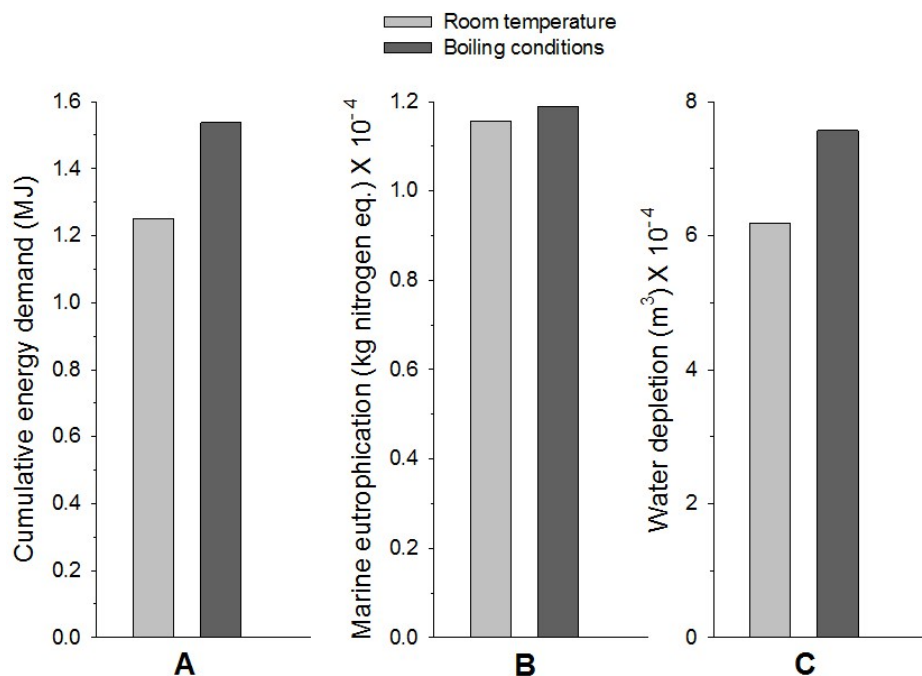 Room temperature
Boiling conditions
Cumulative energy demand (MJ)
1.6
1.4
1.2
1.0
0.8
0.6
0.4
0.2
0.0
A
Marine eutrophication (kg nitrogen eq.) X 10⁻⁴
1.2
1.0
0.8
0.6
0.4
0.2
0.0
B
Water depletion (m³) X 10⁻⁴
8
6
4
2
0
C